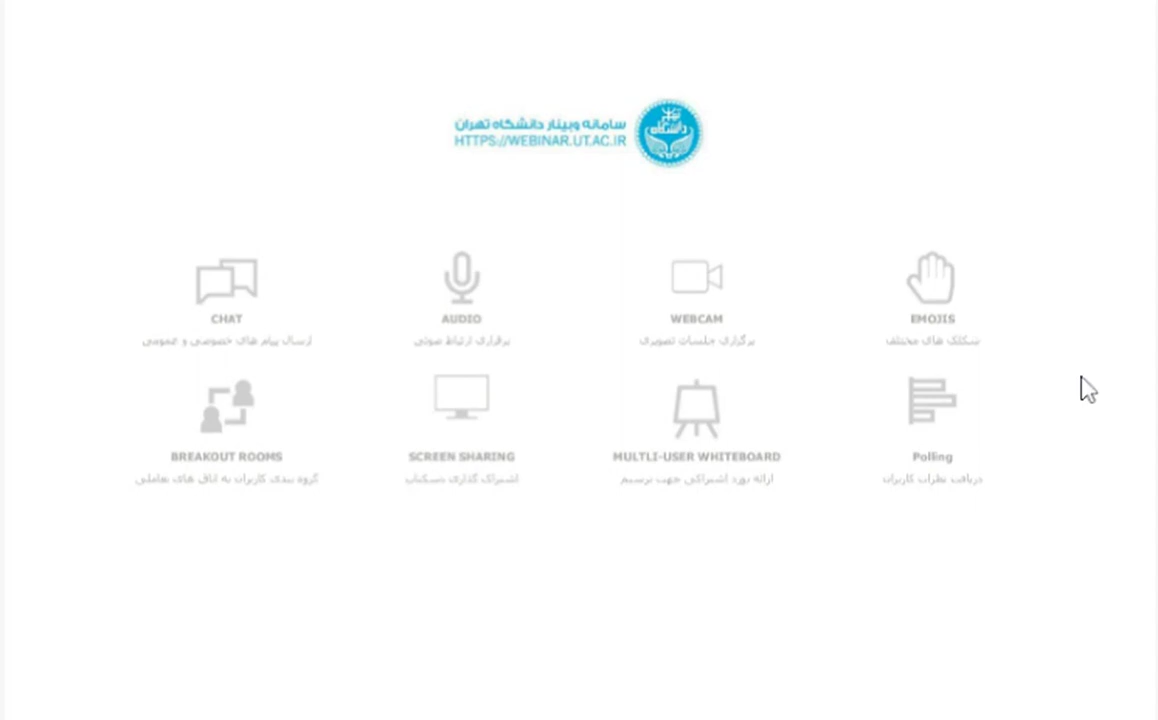 سامانه وبینار دانشگاه تهران
HTTPS://WEBINAR.UT.AC.IR
دانشگاه
CHAT
ارسال پیام های خصوصی و عمومی
AUDIO
برقراری ارتباط صوتی
WEBCAM
برگزاری جلسات تصویری
EMOJIS
شکلک های مختلف
BREAKOUT ROOMS
گروه بندی کاربران به اتاق های تعاملی
SCREEN SHARING
اشتراک گذاری دسکتاپ
MULTLI-USER WHITEBOARD
ارائه بورد اشتراکی جهت ترسیم
Polling
دریافت نظرات کاربران